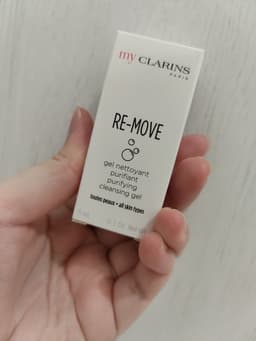 my CLARINS
PARIS
RE-MOVE
gel nettoyant
purifiant
purifying
cleansing gel
toutes peaux • all skin types